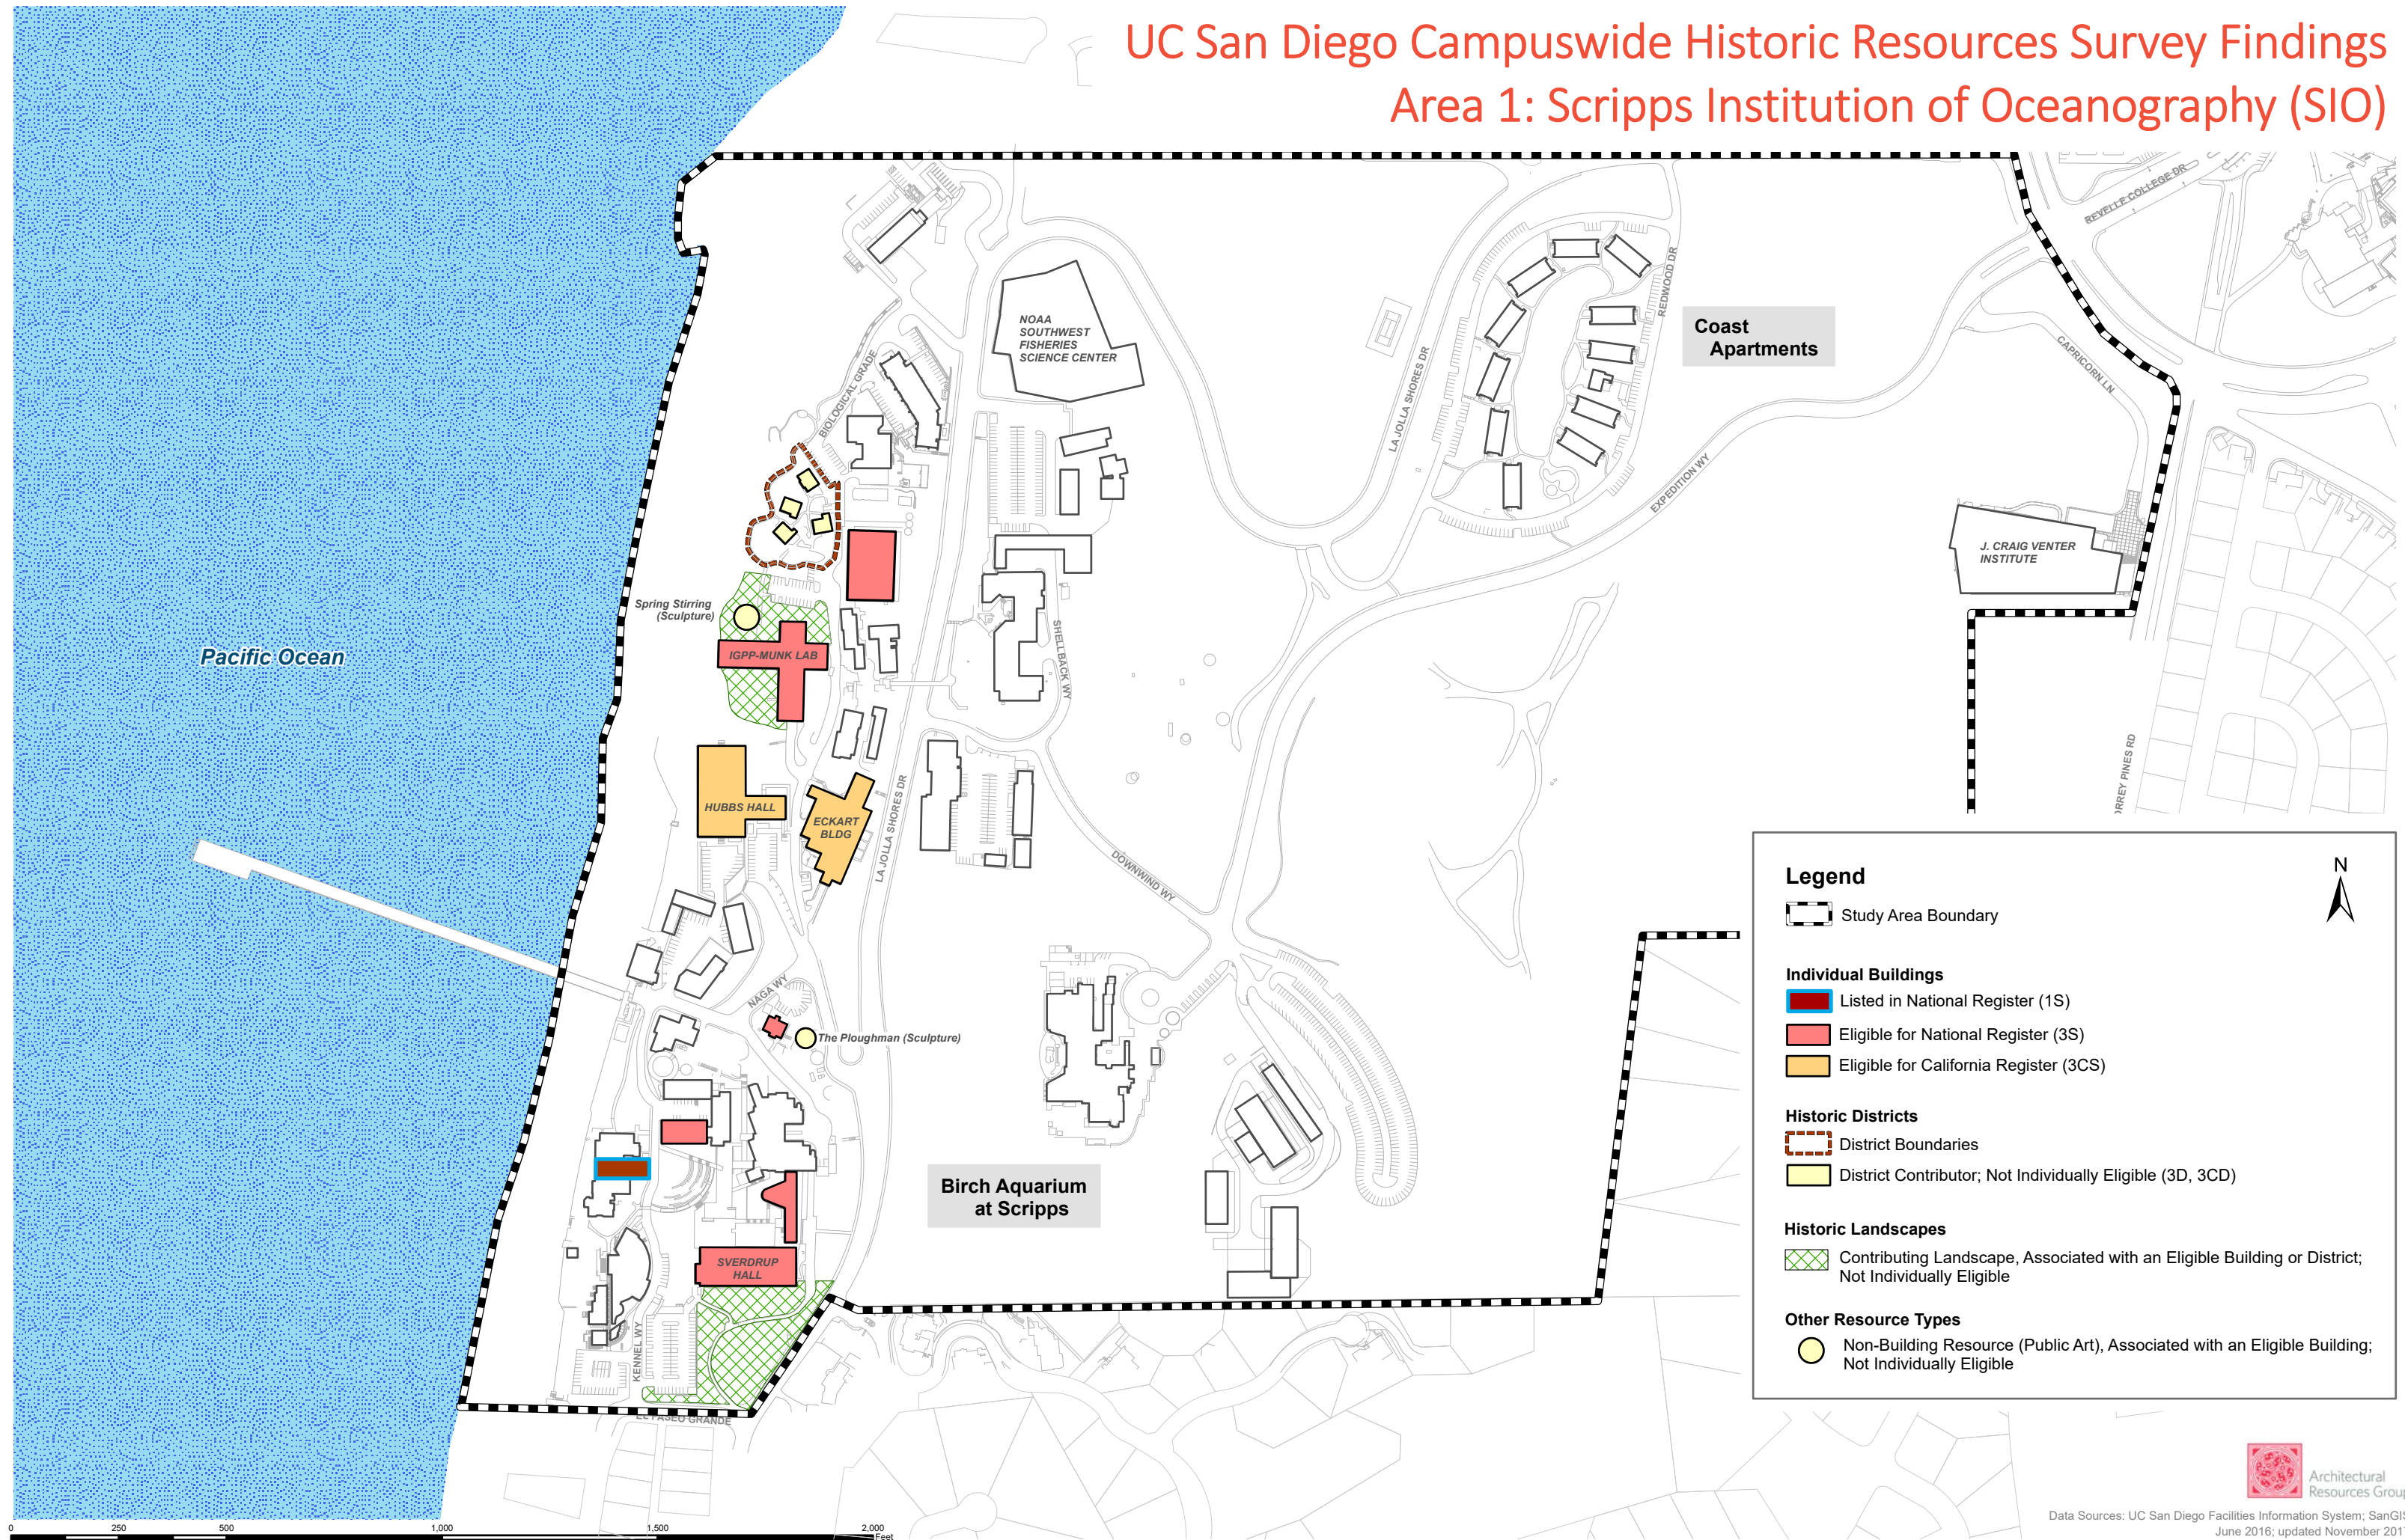 UC San Diego Campuswide Historic Resources Survey Findings
Area 1: Scripps Institution of Oceanography (SIO)
REVELLE COLLEGE DR
REDWOOD DR
NOAA
SOUTHWEST
FISHERIES
SCIENCE CENTER
Coast
Apartments
CAPRICORN LN
BIOLOGICAL GRADE
LA JOLLA SHORES DR
EXPEDITION WY
J. CRAIG VENTER
INSTITUTE
Spring Stirring
(Sculpture)
Pacific Ocean
IGPP-MUNK LAB
SHELLBACK WY
HUBBS HALL
ECKART
BLDG
LA JOLLA SHORES DR
DOWNWIND WY
ORREY PINES RD
NAGA WY
The Ploughman (Sculpture)
Birch Aquarium
at Scripps
SVERDRUP
HALL
KENNEL WY
EL PASEO GRANDE
Legend
N
Study Area Boundary
Individual Buildings
Listed in National Register (1S)
Eligible for National Register (3S)
Eligible for California Register (3CS)
Historic Districts
District Boundaries
District Contributor; Not Individually Eligible (3D, 3CD)
Historic Landscapes
Contributing Landscape, Associated with an Eligible Building or District;
Not Individually Eligible
Other Resource Types
Non-Building Resource (Public Art), Associated with an Eligible Building;
Not Individually Eligible
Architectural
Resources Group
0 250 500 1,000 1,500 2,000
Feet
Data Sources: UC San Diego Facilities Information System; SanGI
June 2016; updated November 201